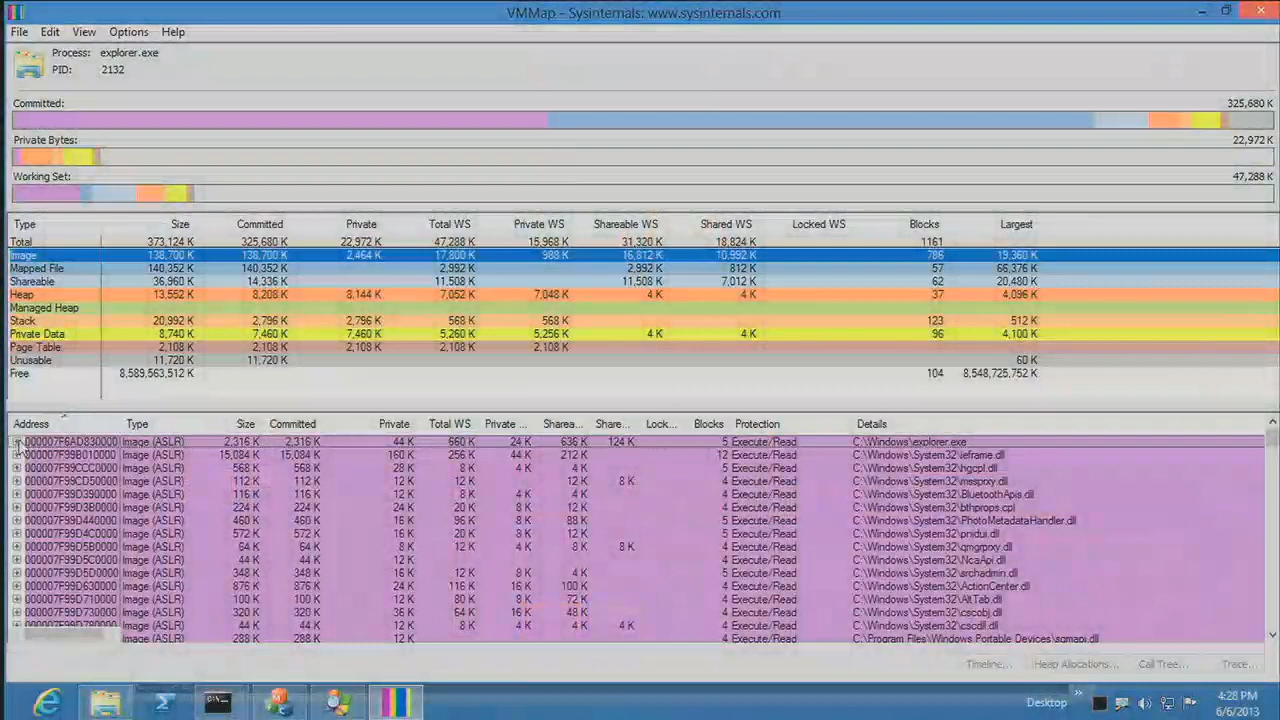 VMMap - Sysinternals: www.sysinternals.com
File Edit View Options Help
Process: explorer.exe
PID: 2132
Committed: 325,680 K
Private Bytes: 22,972 K
Working Set: 47,288 K
Type Size Committed Private Total WS Private WS Shareable WS Shared WS Locked WS Blocks Largest
Total 373,124 K 325,680 K 22,972 K 47,288 K 15,968 K 31,320 K 18,824 K 1161
Image 138,700 K 138,700 K 2,464 K 17,800 K 988 K 16,812 K 10,992 K 786 19,360 K
Mapped File 140,352 K 140,352 K 2,992 K 2,992 K 812 K 57 66,376 K
Shareable 36,960 K 14,336 K 11,508 K 11,508 K 7,012 K 62 20,480 K
Heap 13,552 K 8,208 K 8,144 K 7,052 K 7,048 K 4 K 4 K 37 4,096 K
Managed Heap
Stack 20,992 K 2,796 K 2,796 K 568 K 568 K 123 512 K
Private Data 8,740 K 7,460 K 7,460 K 5,260 K 5,256 K 4 K 4 K 96 4,100 K
Page Table 2,108 K 2,108 K 2,108 K 2,108 K 2,108 K
Unusable 11,720 K 11,720 K 60 K
Free 8,589,563,512 K 104 8,548,725,752 K
Address Type Size Committed Private Total WS Private ... Sharea... Share... Lock... Blocks Protection Details
000007F6AD830000 Image (ASLR) 2,316 K 2,316 K 44 K 660 K 24 K 636 K 124 K 5 Execute/Read C:\Windows\explorer.exe
000007F99B010000 Image (ASLR) 15,084 K 15,084 K 160 K 256 K 44 K 212 K 12 Execute/Read C:\Windows\System32\ieframe.dll
000007F99CCC0000 Image (ASLR) 568 K 568 K 28 K 8 K 4 K 4 K 5 Execute/Read C:\Windows\System32\hgcpl.dll
000007F99CD50000 Image (ASLR) 112 K 112 K 12 K 12 K 12 K 8 K 4 Execute/Read C:\Windows\System32\mssprxy.dll
000007F99D390000 Image (ASLR) 116 K 116 K 12 K 8 K 4 K 4 K 4 Execute/Read C:\Windows\System32\BluetoothApis.dll
000007F99D3B0000 Image (ASLR) 224 K 224 K 24 K 20 K 8 K 12 K 4 Execute/Read C:\Windows\System32\bthprops.cpl
000007F99D440000 Image (ASLR) 460 K 460 K 16 K 96 K 8 K 88 K 5 Execute/Read C:\Windows\System32\PhotoMetadataHandler.dll
000007F99D4C0000 Image (ASLR) 572 K 572 K 16 K 20 K 8 K 12 K 5 Execute/Read C:\Windows\System32\pnidui.dll
000007F99D5B0000 Image (ASLR) 64 K 64 K 8 K 12 K 4 K 8 K 8 K 4 Execute/Read C:\Windows\System32\qmgrprxy.dll
000007F99D5C0000 Image (ASLR) 44 K 44 K 12 K 4 Execute/Read C:\Windows\System32\NcaApi.dll
000007F99D5D0000 Image (ASLR) 348 K 348 K 16 K 12 K 8 K 4 K 5 Execute/Read C:\Windows\System32\srchadmin.dll
000007F99D630000 Image (ASLR) 876 K 876 K 24 K 116 K 16 K 100 K 4 Execute/Read C:\Windows\System32\ActionCenter.dll
000007F99D710000 Image (ASLR) 100 K 100 K 12 K 80 K 8 K 72 K 4 Execute/Read C:\Windows\System32\AltTab.dll
000007F99D730000 Image (ASLR) 320 K 320 K 36 K 64 K 16 K 48 K 4 Execute/Read C:\Windows\System32\cscobj.dll
000007F99D780000 Image (ASLR) 44 K 44 K 12 K 8 K 4 K 4 K 4 Execute/Read C:\Windows\System32\cscdll.dll
Image (ASLR) 288 K 288 K 12 K 4 Execute/Read C:\Program Files\Windows Portable Devices\sqmapi.dll
Timeline... Heap Allocations... Call Tree... Trace...
Desktop
4:28 PM
6/6/2013